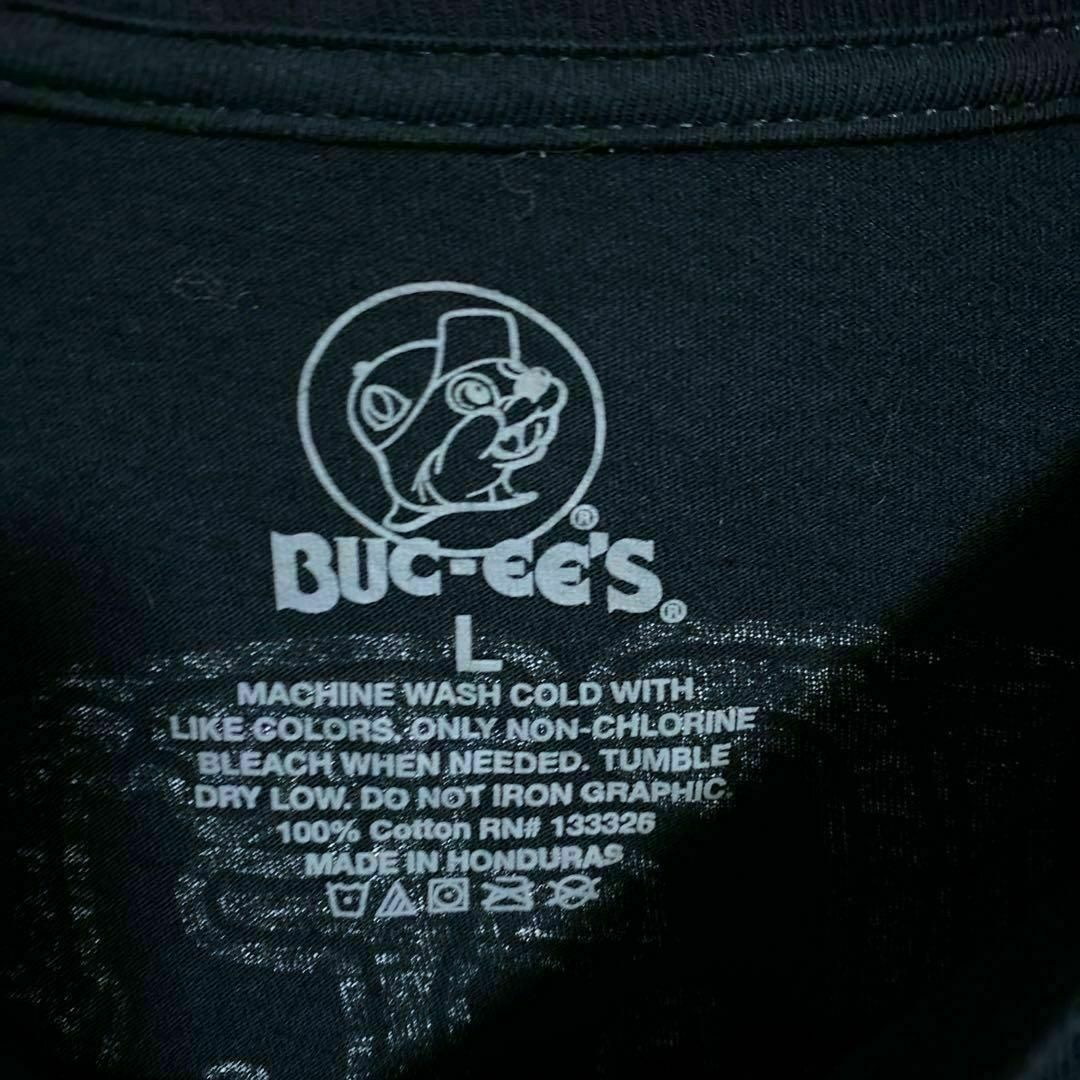 ®
BUC-EE'S®
L
MACHINE WASH COLD WITH
LIKE COLORS. ONLY NON-CHLORINE
BLEACH WHEN NEEDED. TUMBLE
DRY LOW. DO NOT IRON GRAPHIC.
100% Cotton RN# 133326
MADE IN HONDURAS